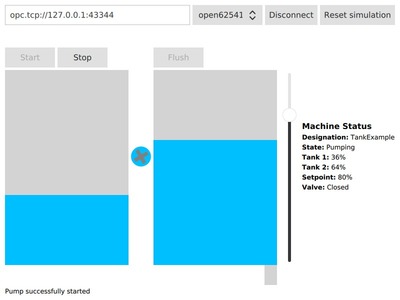 opc.tcp://127.0.0.1:43344 open62541 Disconnect Reset simulation
Start Stop Flush
Machine Status
Designation: TankExample
State: Pumping
Tank 1: 36%
Tank 2: 64%
Setpoint: 80%
Valve: Closed
Pump successfully started